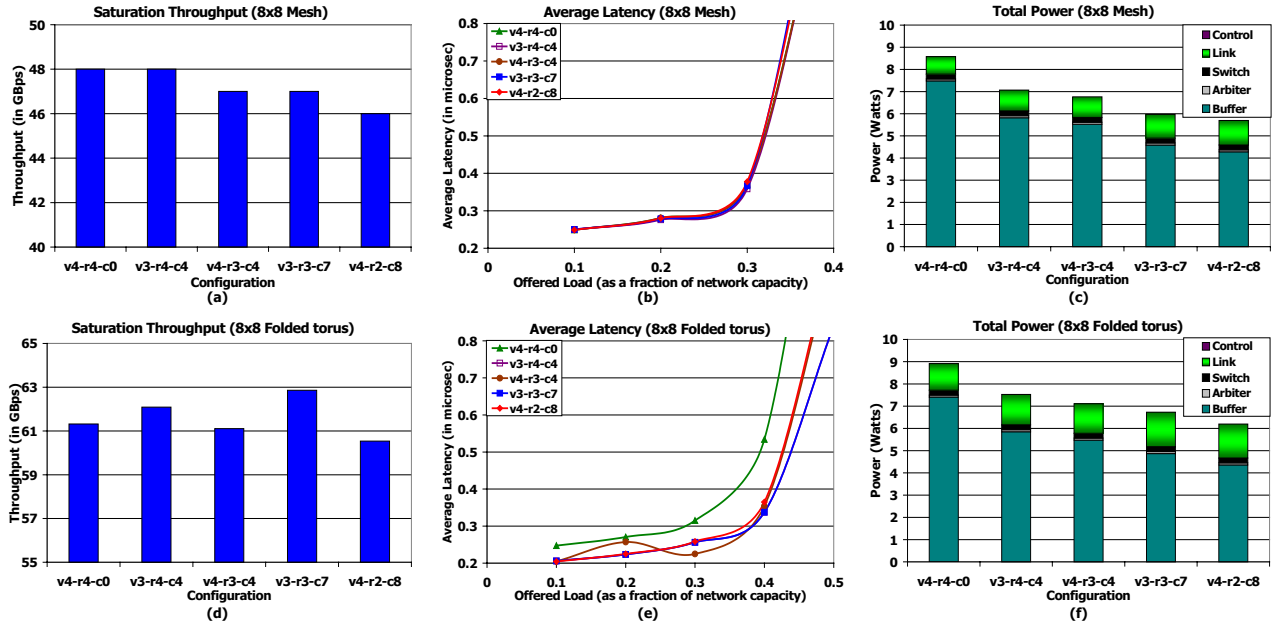 Saturation Throughput (8x8 Mesh)
50
48
46
44
42
40
Throughput (in GBps)
v4-r4-c0 v3-r4-c4 v4-r3-c4 v3-r3-c7 v4-r2-c8
Configuration
(a)
Average Latency (8x8 Mesh)
0.8
0.7
0.6
0.5
0.4
0.3
0.2
Average Latency (in microsec)
v4-r4-c0
v3-r4-c4
v4-r3-c4
v3-r3-c7
v4-r2-c8
0 0.1 0.2 0.3 0.4
Offered Load (as a fraction of network capacity)
(b)
Total Power (8x8 Mesh)
10
9
8
7
6
5
4
3
2
1
0
Power (Watts)
Control
Link
Switch
Arbiter
Buffer
v4-r4-c0 v3-r4-c4 v4-r3-c4 v3-r3-c7 v4-r2-c8
Configuration
(c)
Saturation Throughput (8x8 Folded torus)
65
63
61
59
57
55
Throughput (in GBps)
v4-r4-c0 v3-r4-c4 v4-r3-c4 v3-r3-c7 v4-r2-c8
Configuration
(d)
Average Latency (8x8 Folded torus)
0.8
0.7
0.6
0.5
0.4
0.3
0.2
Average Latency (in microsec)
v4-r4-c0
v3-r4-c4
v4-r3-c4
v3-r3-c7
v4-r2-c8
0 0.1 0.2 0.3 0.4 0.5
Offered Load (as a fraction of network capacity)
(e)
Total Power (8x8 Folded torus)
10
9
8
7
6
5
4
3
2
1
0
Power (Watts)
Control
Link
Switch
Arbiter
Buffer
v4-r4-c0 v3-r4-c4 v4-r3-c4 v3-r3-c7 v4-r2-c8
Configuration
(f)